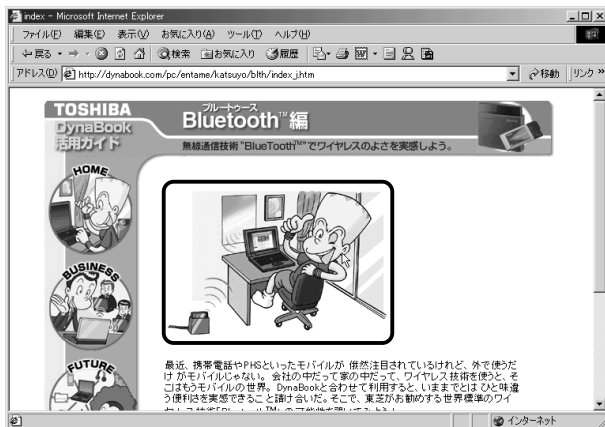 index - Microsoft Internet Explorer
ファイル(F) 編集(E) 表示(V) お気に入り(A) ツール(T) ヘルプ(H)
戻る 検索 お気に入り 履歴
アドレス(D) http://dynabook.com/pc/entame/katsuyo/blth/index_j.htm 移動 リンク »
TOSHIBA
DynaBook
活用ガイド
ブルートゥース
Bluetooth™編
無線通信技術 "BlueTooth™"でワイヤレスのよさを実感しよう。
HOME
BUSINESS
FUTURE
最近、携帯電話やPHSといったモバイルが 俄然注目されているけれど、外で使うだ
け がモバイルじゃない。 会社の中だって家の中だって、ワイヤレス技術を使うと、そ
こはもうモバイルの世界。DynaBookと合わせて利用すると、いままでとは ひと味違
う便利さを実感できること請け合いだ。そこで、東芝がお勧めする世界標準のワイ
インターネット